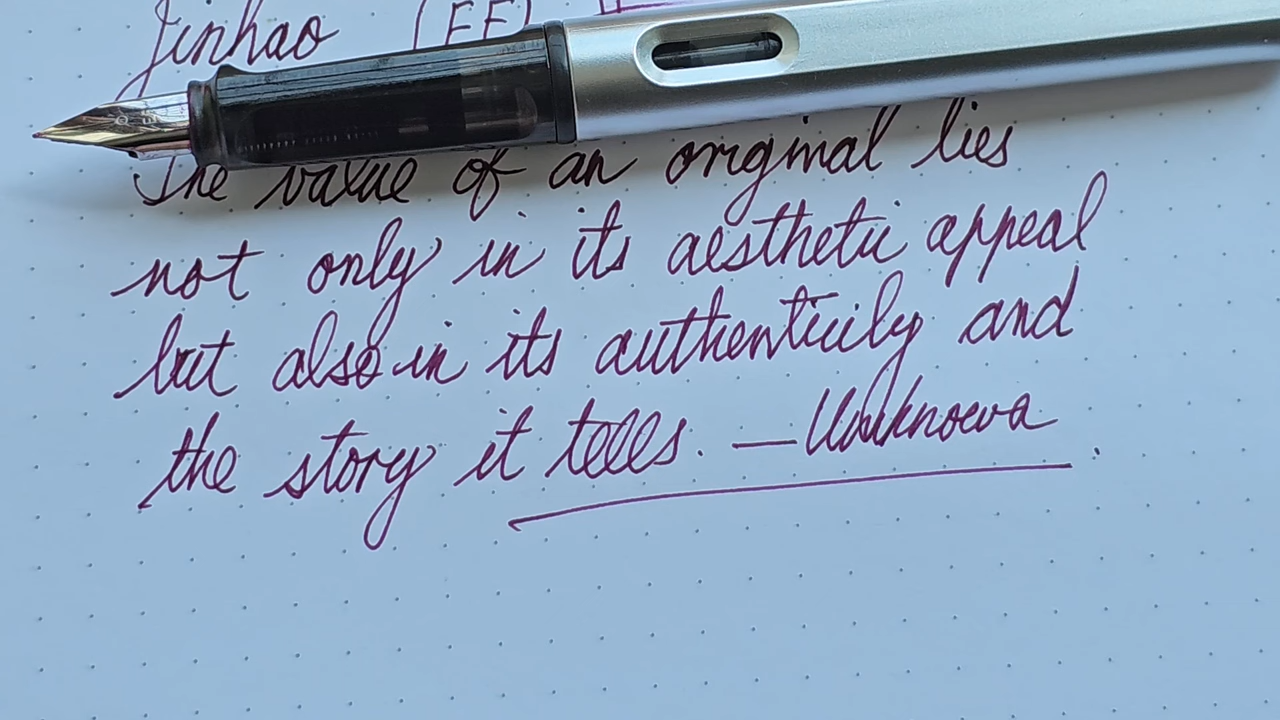 Jinhao (EF)
The value of an original lies
not only in its aesthetic appeal
but also in its authenticity and
the story it tells. — Unknown